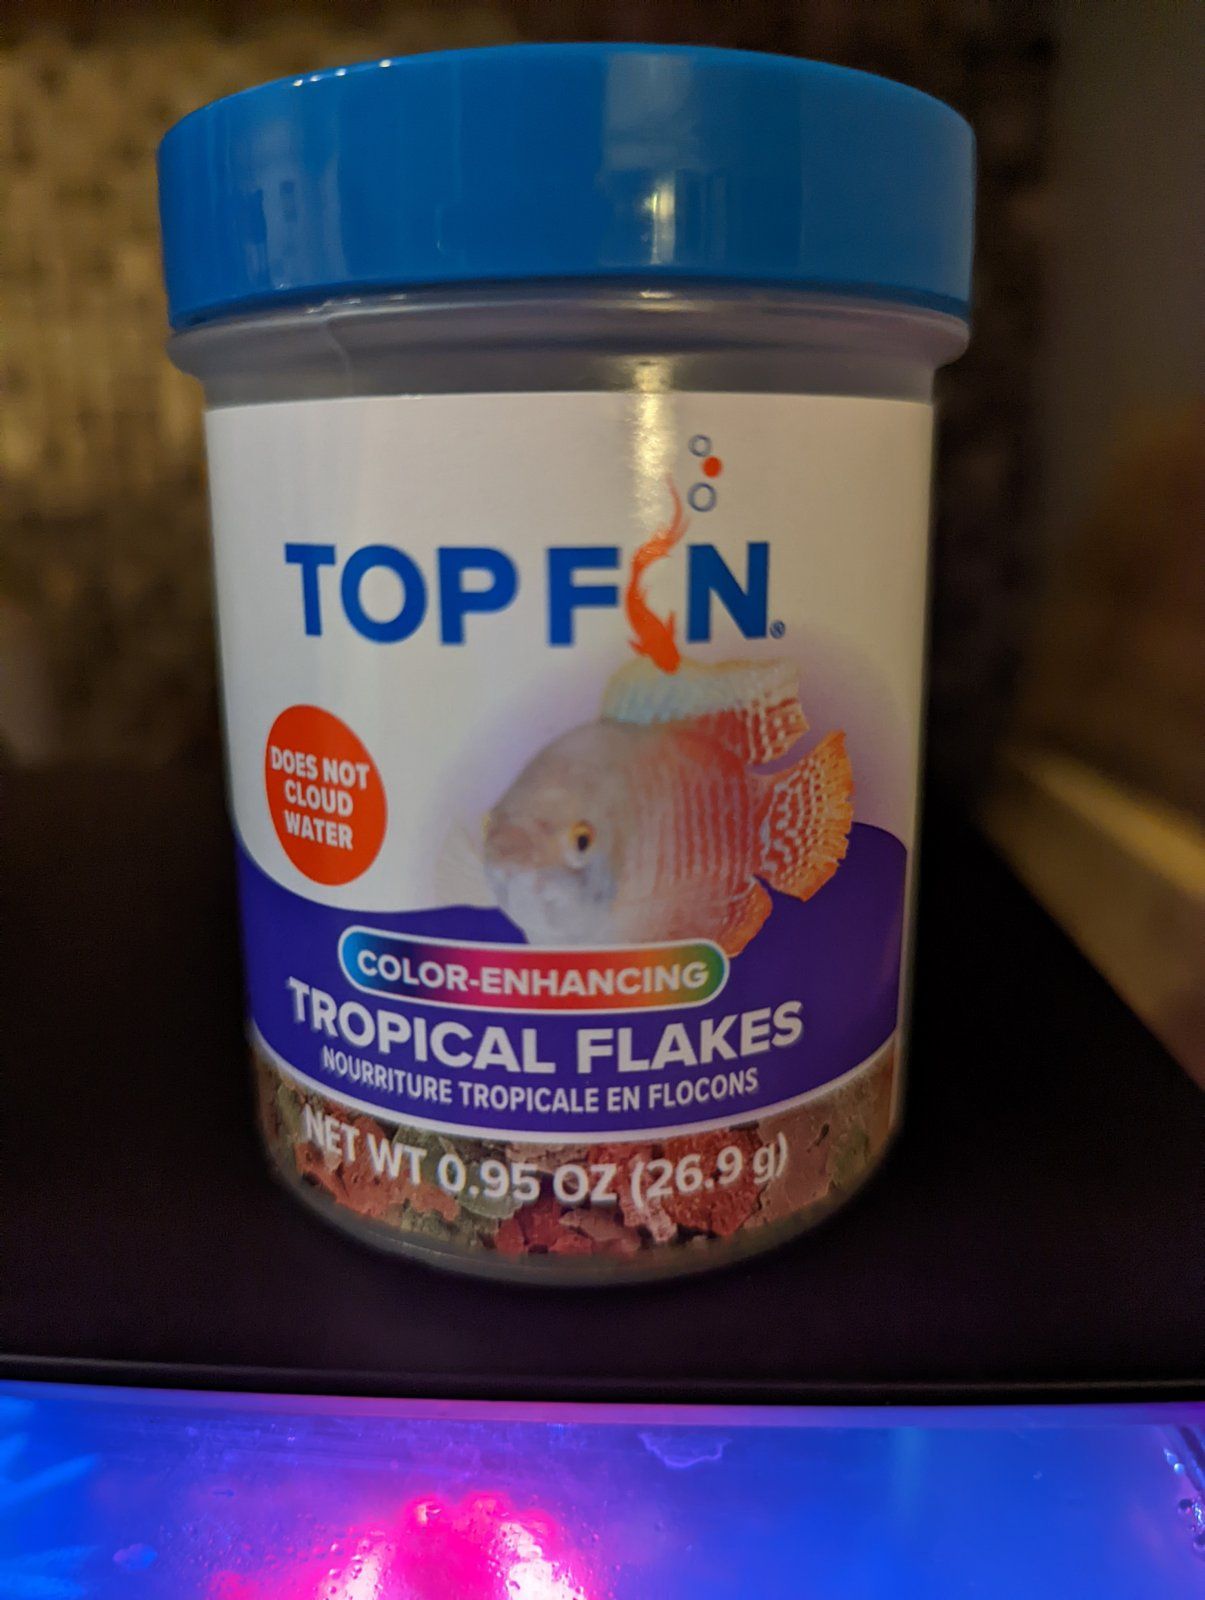 TOP FIN®
DOES NOT
CLOUD
WATER
COLOR-ENHANCING
TROPICAL FLAKES
NOURRITURE TROPICALE EN FLOCONS
NET WT 0.95 OZ (26.9 g)